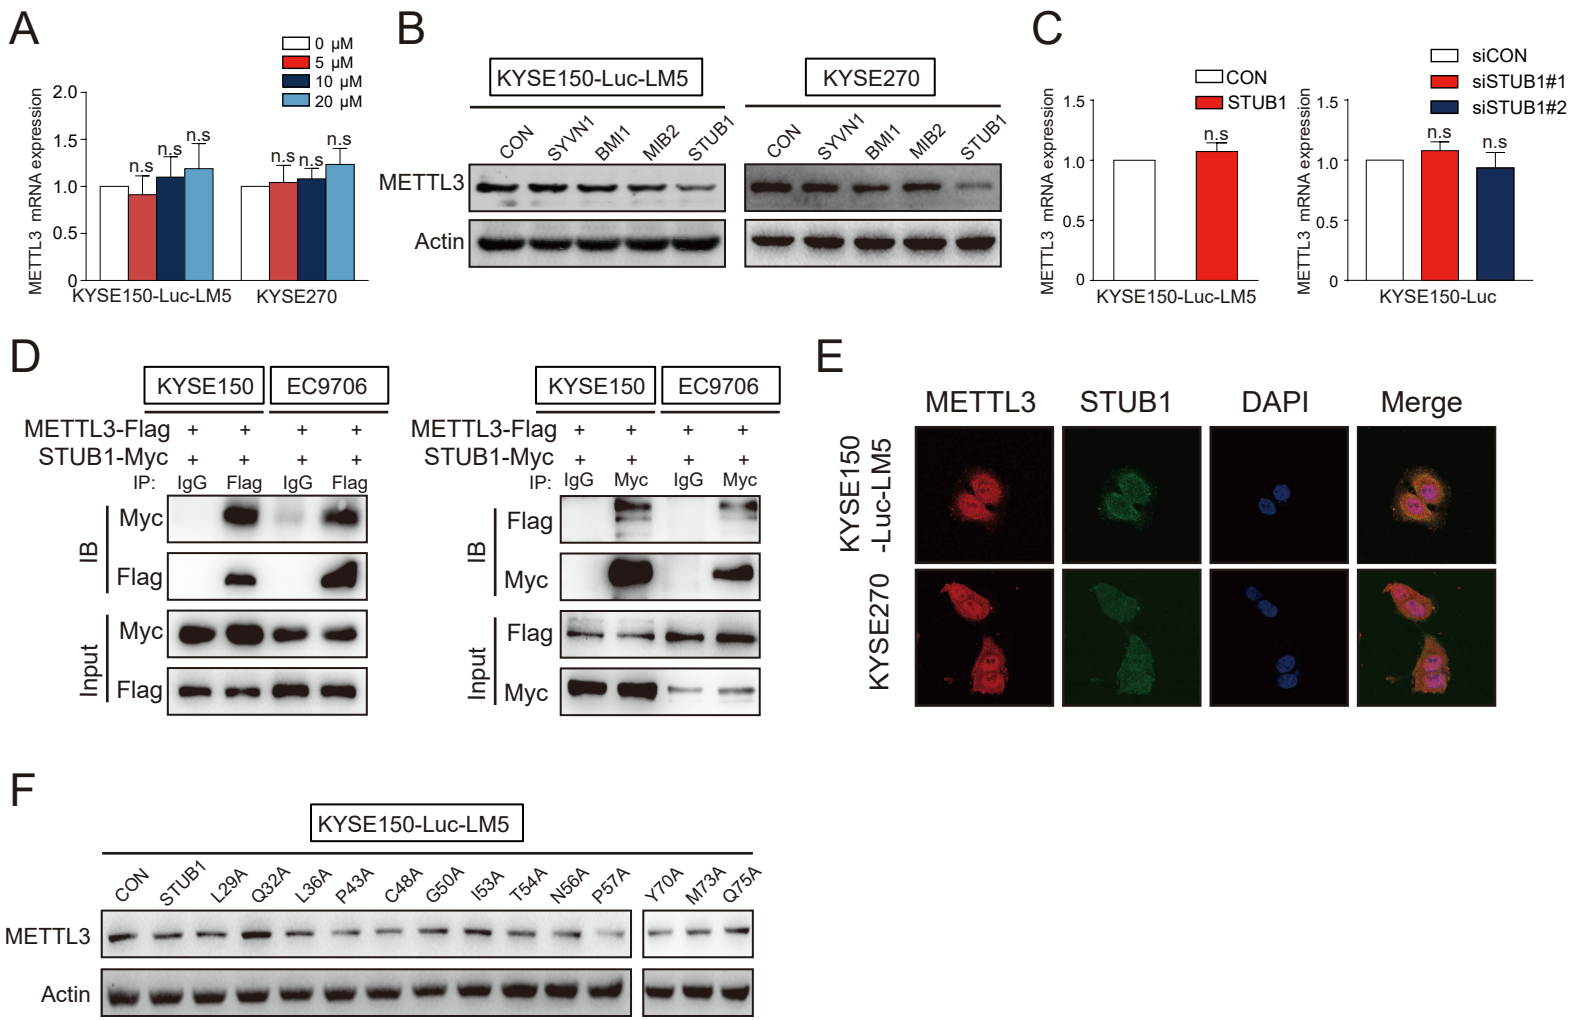 A
0 µM
5 µM
10 µM
20 µM
METTL3 mRNA expression
2.0
1.5
1.0
0.5
0
n.s n.s n.s
n.s n.s n.s
KYSE150-Luc-LM5 KYSE270
B
KYSE150-Luc-LM5 KYSE270
CON SYVN1 BMI1 MIB2 STUB1
CON SYVN1 BMI1 MIB2 STUB1
METTL3
Actin
C
CON
STUB1
METTL3 mRNA expression
1.5
1.0
0.5
0
n.s
KYSE150-Luc-LM5
siCON
siSTUB1#1
siSTUB1#2
METTL3 mRNA expression
1.5
1.0
0.5
0
n.s n.s
KYSE150-Luc
D
KYSE150 EC9706
METTL3-Flag + + + +
STUB1-Myc + + + +
IP: IgG Flag IgG Flag
IB
Myc
Flag
Input
Myc
Flag
KYSE150 EC9706
METTL3-Flag + + + +
STUB1-Myc + + + +
IP: IgG Myc IgG Myc
IB
Flag
Myc
Input
Flag
Myc
E
METTL3 STUB1 DAPI Merge
KYSE150
-Luc-LM5
KYSE270
F
KYSE150-Luc-LM5
CON STUB1 L29A Q32A L36A P43A C48A G50A I53A T54A N56A P57A Y70A M73A Q75A
METTL3
Actin